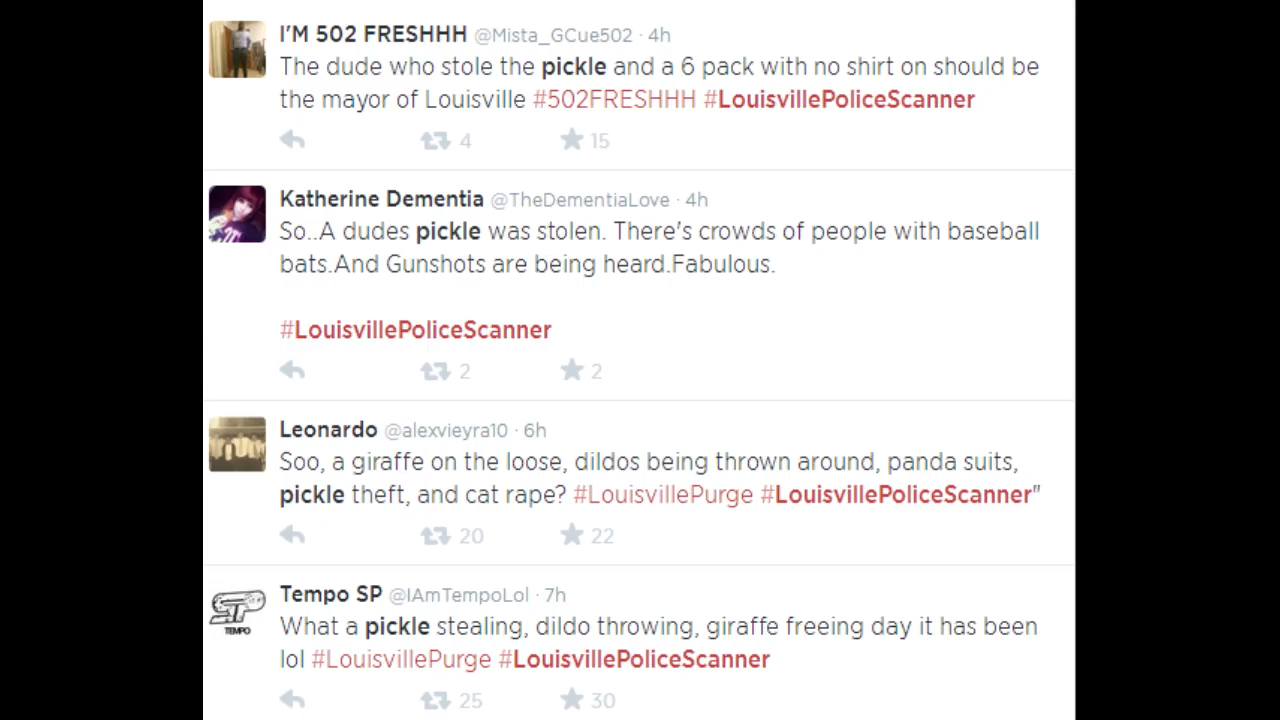 I'M 502 FRESHHH @Mista_GCue502 · 4h
The dude who stole the pickle and a 6 pack with no shirt on should be
the mayor of Louisville #502FRESHHH #LouisvillePoliceScanner
4 15
Katherine Dementia @TheDementiaLove · 4h
So..A dudes pickle was stolen. There's crowds of people with baseball
bats.And Gunshots are being heard.Fabulous.
#LouisvillePoliceScanner
2 2
Leonardo @alexvieyra10 · 6h
Soo, a giraffe on the loose, dildos being thrown around, panda suits,
pickle theft, and cat rape? #LouisvillePurge #LouisvillePoliceScanner"
20 22
Tempo SP @IAmTempoLol · 7h
What a pickle stealing, dildo throwing, giraffe freeing day it has been
lol #LouisvillePurge #LouisvillePoliceScanner
TEMPO
25 30